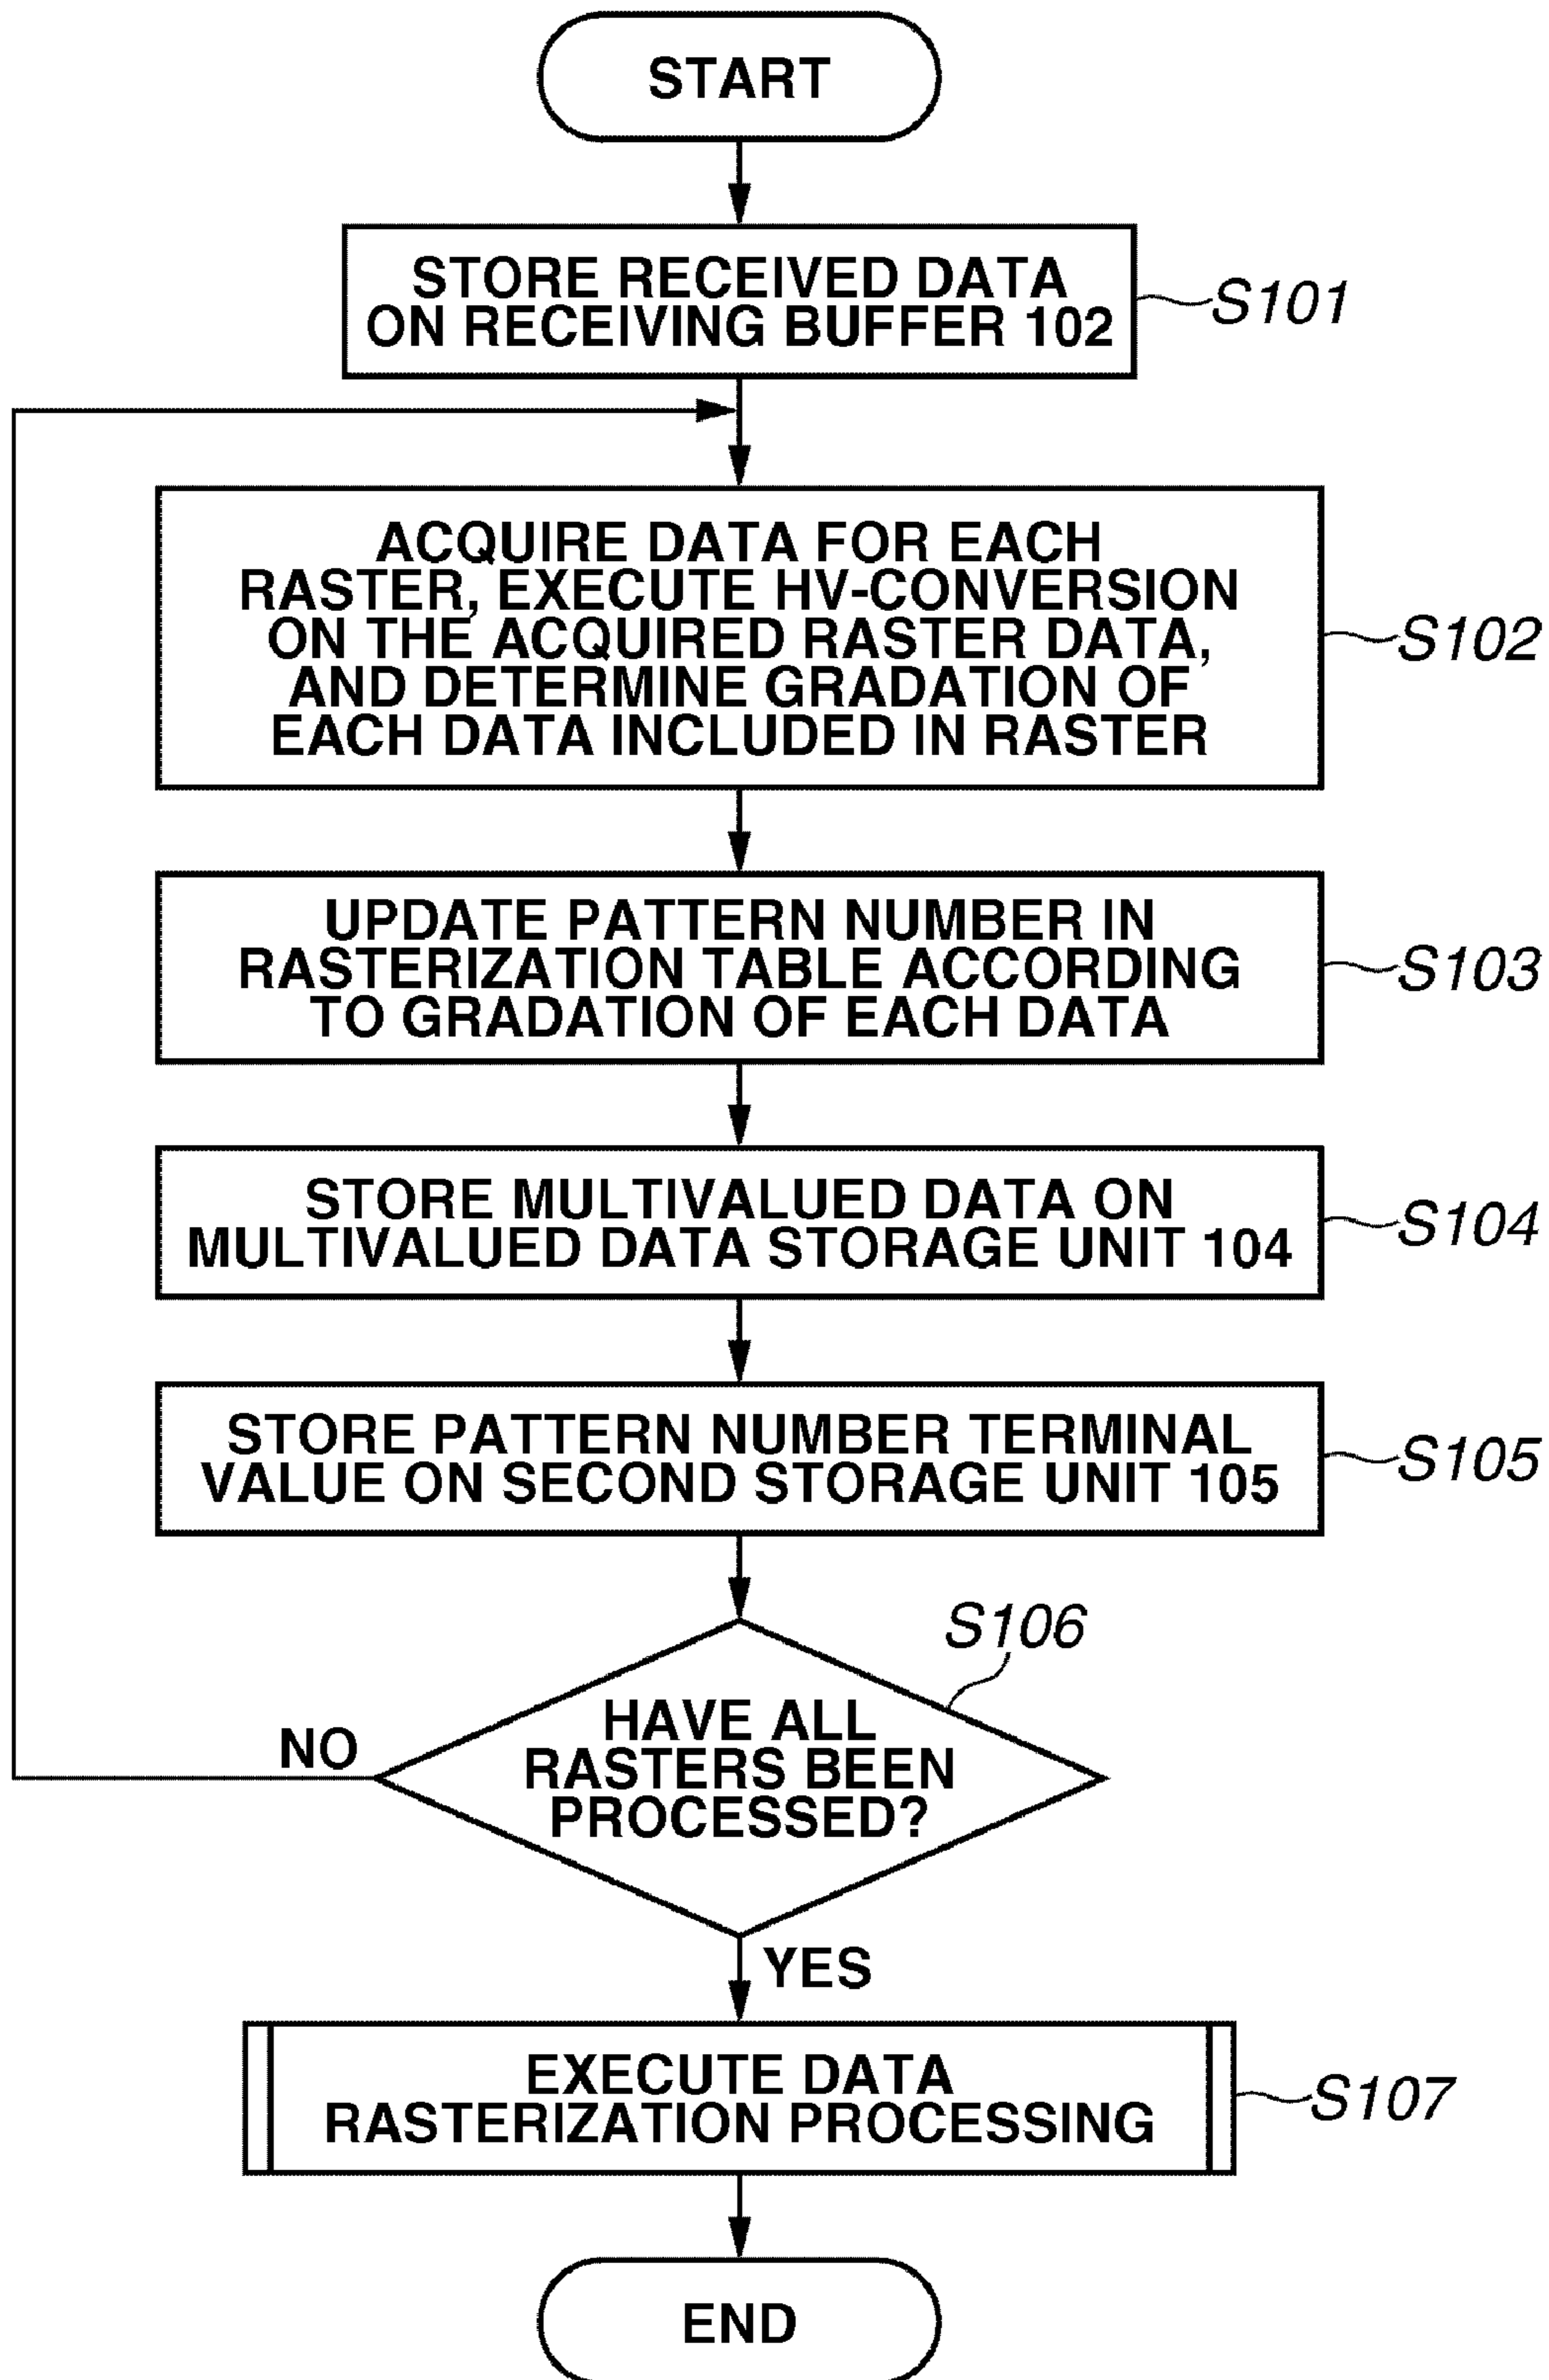 START
STORE RECEIVED DATA
ON RECEIVING BUFFER 102
S101
ACQUIRE DATA FOR EACH
RASTER, EXECUTE HV-CONVERSION
ON THE ACQUIRED RASTER DATA,
AND DETERMINE GRADATION OF
EACH DATA INCLUDED IN RASTER
S102
UPDATE PATTERN NUMBER IN
RASTERIZATION TABLE ACCORDING
TO GRADATION OF EACH DATA
S103
STORE MULTIVALUED DATA ON
MULTIVALUED DATA STORAGE UNIT 104
S104
STORE PATTERN NUMBER TERMINAL
VALUE ON SECOND STORAGE UNIT 105
S105
S106
HAVE ALL
RASTERS BEEN
PROCESSED?
NO
YES
EXECUTE DATA
RASTERIZATION PROCESSING
S107
END